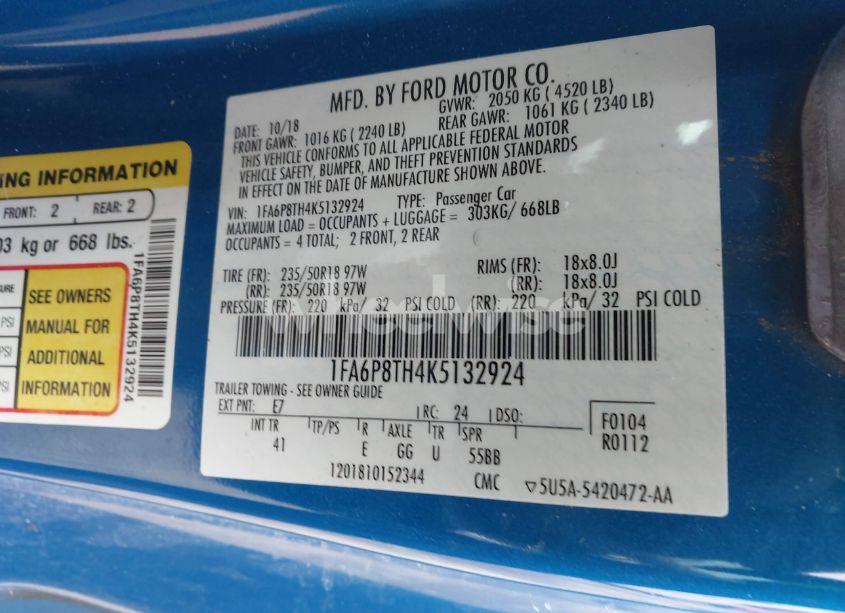 MFD. BY FORD MOTOR CO.
DATE: 10/18 GVWR: 2050 KG ( 4520 LB)
FRONT GAWR: 1016 KG ( 2240 LB) REAR GAWR: 1061 KG ( 2340 LB)
THIS VEHICLE CONFORMS TO ALL APPLICABLE FEDERAL MOTOR
VEHICLE SAFETY, BUMPER, AND THEFT PREVENTION STANDARDS
IN EFFECT ON THE DATE OF MANUFACTURE SHOWN ABOVE.
VIN: 1FA6P8TH4K5132924 TYPE: Passenger Car
MAXIMUM LOAD = OCCUPANTS + LUGGAGE = 303KG/ 668LB
OCCUPANTS = 4 TOTAL; 2 FRONT, 2 REAR
TIRE (FR): 235/50R18 97W RIMS (FR): 18x8.0J
(RR): 235/50R18 97W (RR): 18x8.0J
PRESSURE (FR): 220 kPa/ 32 PSI COLD (RR): 220 kPa/ 32 PSI COLD
1FA6P8TH4K5132924
TRAILER TOWING - SEE OWNER GUIDE
EXT PNT: E7 RC: 24 DSO:
F0104
R0112
INT TR TP/PS R AXLE TR SPR
41 E GG U 55BB
1201810152344 CMC ▽5U5A-5420472-AA
ING INFORMATION
FRONT: 2 REAR: 2
03 kg or 668 lbs.
SEE OWNERS
MANUAL FOR
ADDITIONAL
INFORMATION
PSI
PSI
PSI
1FA6P8TH4K5132924
wheelwise